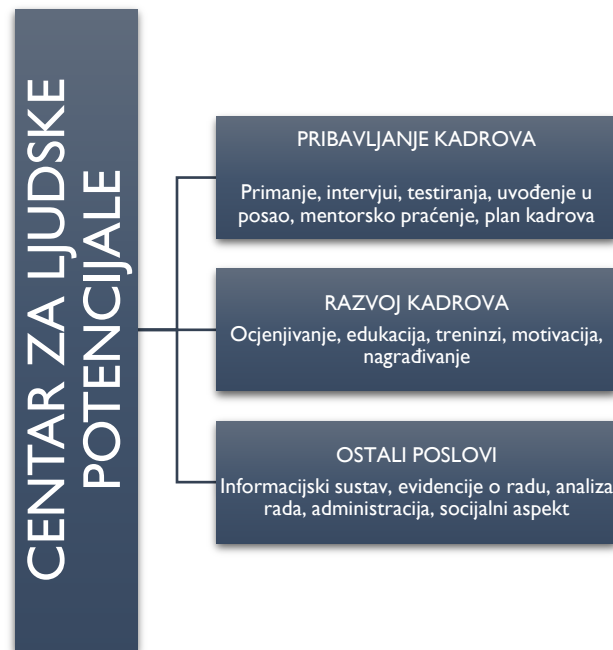 CENTAR ZA LJUDSKE
POTENCIJALE
PRIBAVLJANJE KADROVA
Primanje, intervjui, testiranja, uvođenje u
posao, mentorsko praćenje, plan kadrova
RAZVOJ KADROVA
Ocjenjivanje, edukacija, treninzi, motivacija,
nagrađivanje
OSTALI POSLOVI
Informacijski sustav, evidencije o radu, analiza
rada, administracija, socijalni aspekt